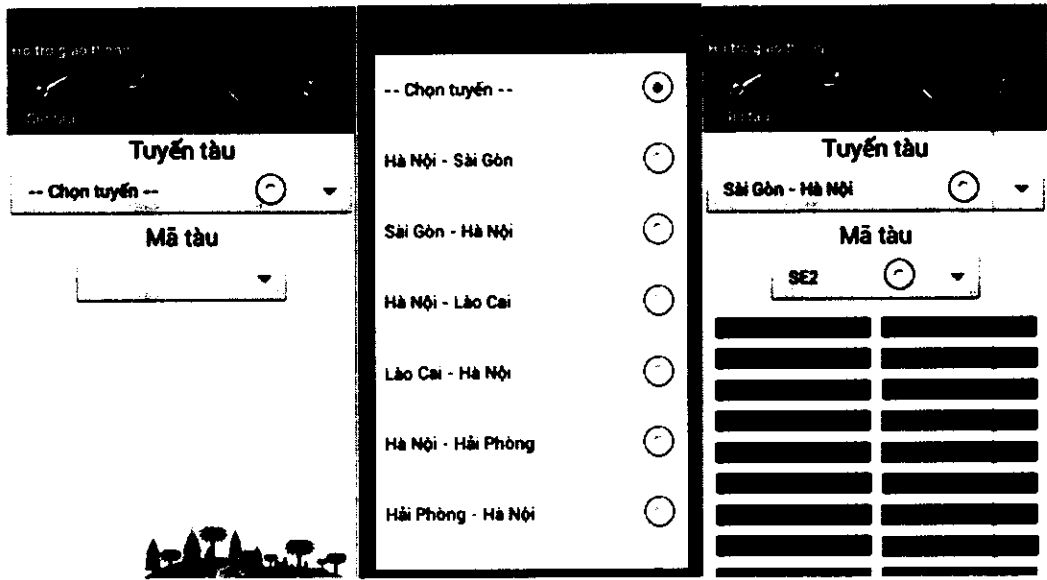 Tuyến tàu
-- Chọn tuyến --
Mã tàu
-- Chọn tuyến --
Hà Nội - Sài Gòn
Sài Gòn - Hà Nội
Hà Nội - Lào Cai
Lào Cai - Hà Nội
Hà Nội - Hải Phòng
Hải Phòng - Hà Nội
Tuyến tàu
Sài Gòn - Hà Nội
Mã tàu
SE2